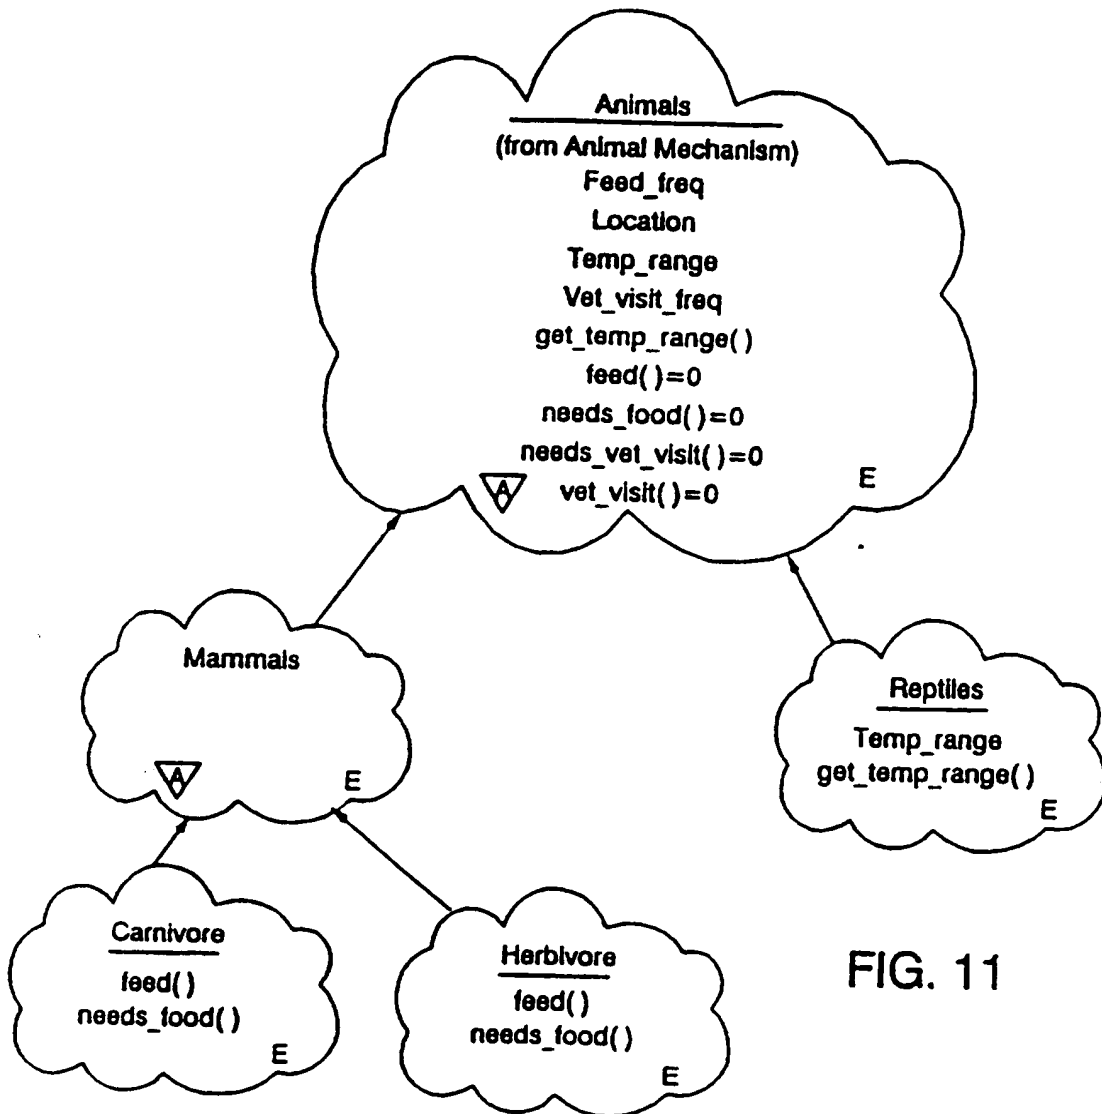 Animals
(from Animal Mechanism)
Feed_freq
Location
Temp_range
Vet_visit_freq
get_temp_range( )
feed( )=0
needs_food( )=0
needs_vet_visit( )=0
vet_visit( )=0
A
E
Mammals
A
E
Reptiles
Temp_range
get_temp_range( )
E
Carnivore
feed( )
needs_food( )
E
Herbivore
feed( )
needs_food( )
E
FIG. 11